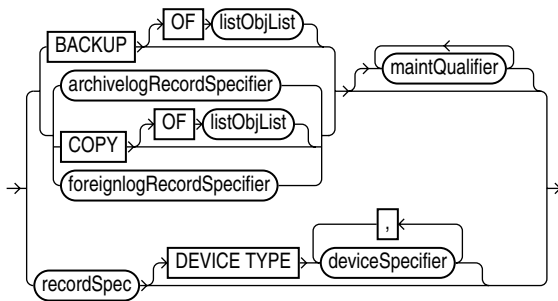 OF listObjList
BACKUP
maintQualifier
archivelogRecordSpecifier
OF listObjList
COPY
foreignlogRecordSpecifier
,
DEVICE TYPE deviceSpecifier
recordSpec